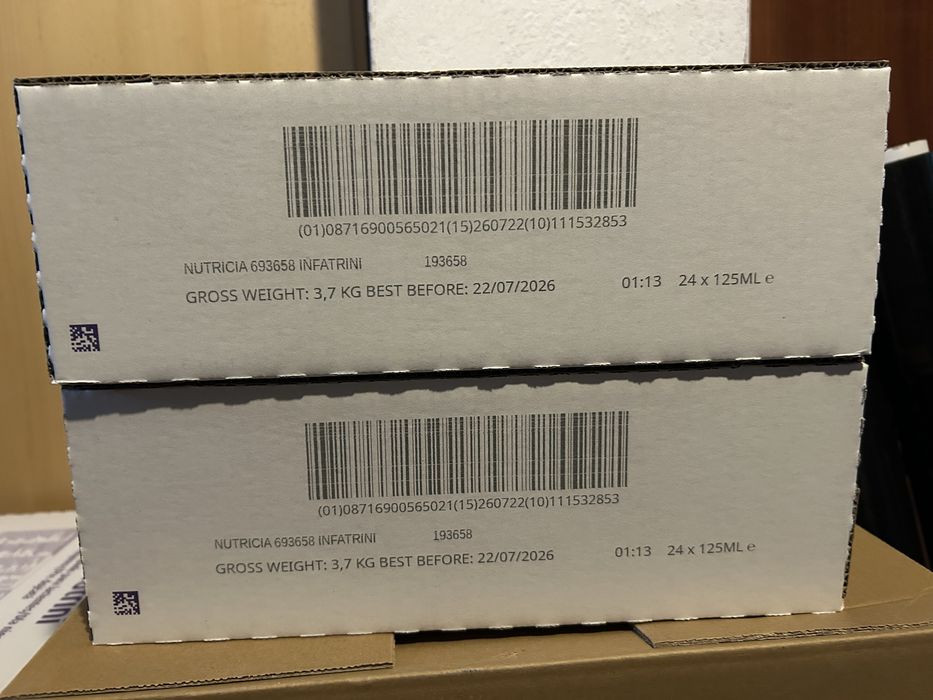 (01)08716900565021(15)260722(10)111532853
NUTRICIA 693658 INFATRINI 193658
GROSS WEIGHT: 3,7 KG BEST BEFORE: 22/07/2026 01:13 24 x 125ML e
(01)08716900565021(15)260722(10)111532853
NUTRICIA 693658 INFATRINI 193658
GROSS WEIGHT: 3,7 KG BEST BEFORE: 22/07/2026 01:13 24 x 125ML e